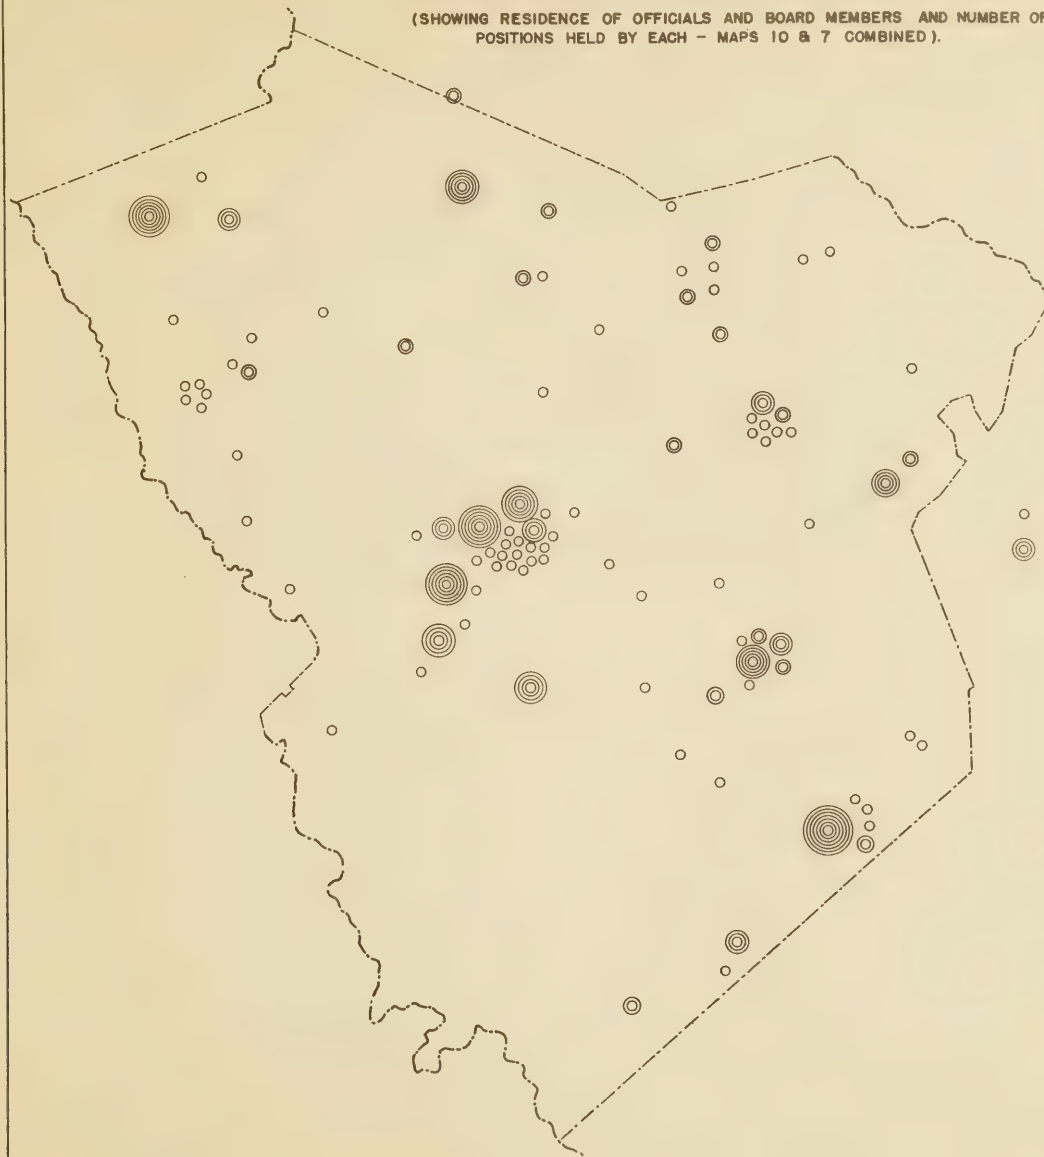 (SHOWING RESIDENCE OF OFFICIALS AND BOARD MEMBERS AND NUMBER OF
POSITIONS HELD BY EACH – MAPS 10 & 7 COMBINED).